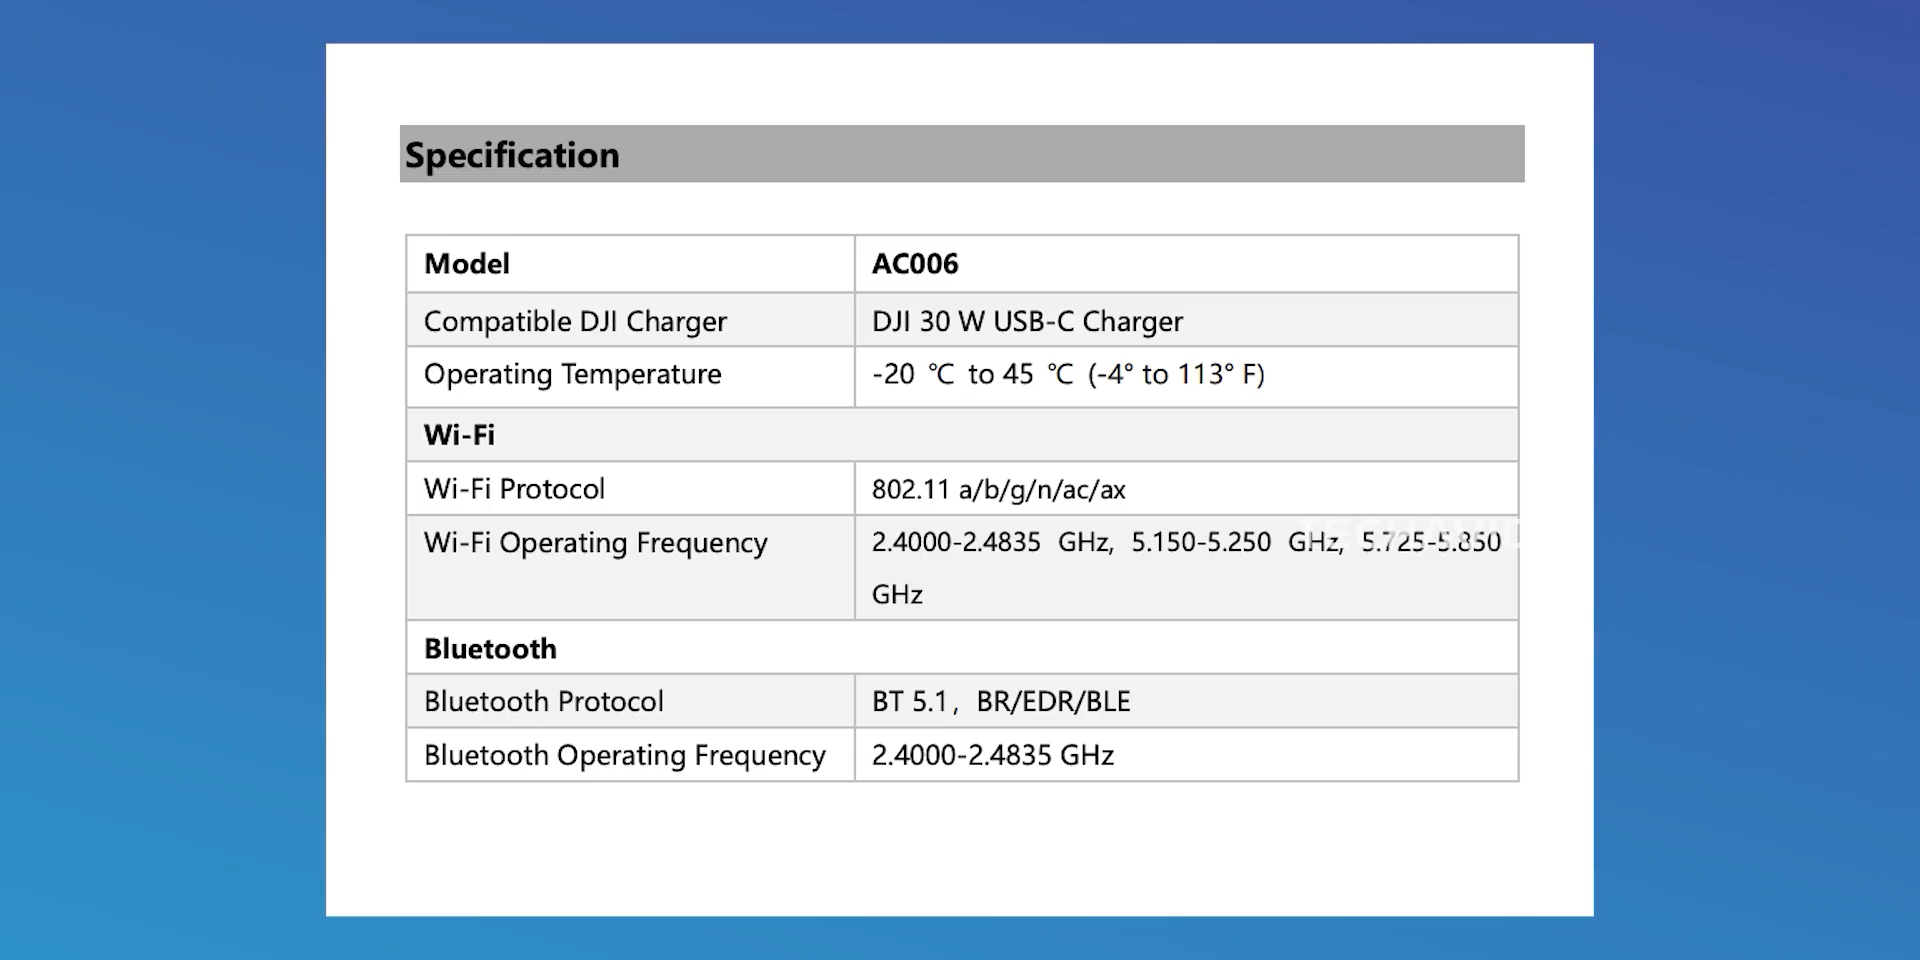 Specification
Model AC006
Compatible DJI Charger DJI 30 W USB-C Charger
Operating Temperature -20 ℃ to 45 ℃ (-4° to 113° F)
Wi-Fi
Wi-Fi Protocol 802.11 a/b/g/n/ac/ax
Wi-Fi Operating Frequency 2.4000-2.4835 GHz, 5.150-5.250 GHz, 5.725-5.850
GHz
Bluetooth
Bluetooth Protocol BT 5.1，BR/EDR/BLE
Bluetooth Operating Frequency 2.4000-2.4835 GHz